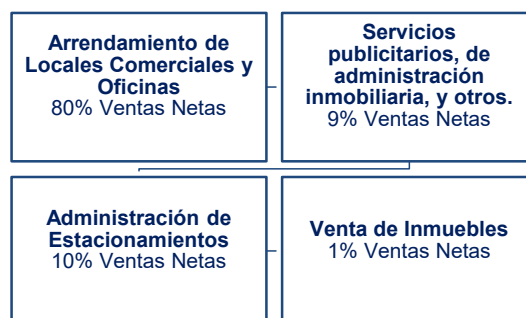 Arrendamiento de
Locales Comerciales y
Oficinas
80% Ventas Netas
Servicios
publicitarios, de
administración
inmobiliaria, y otros.
9% Ventas Netas
Administración de
Estacionamientos
10% Ventas Netas
Venta de Inmuebles
1% Ventas Netas